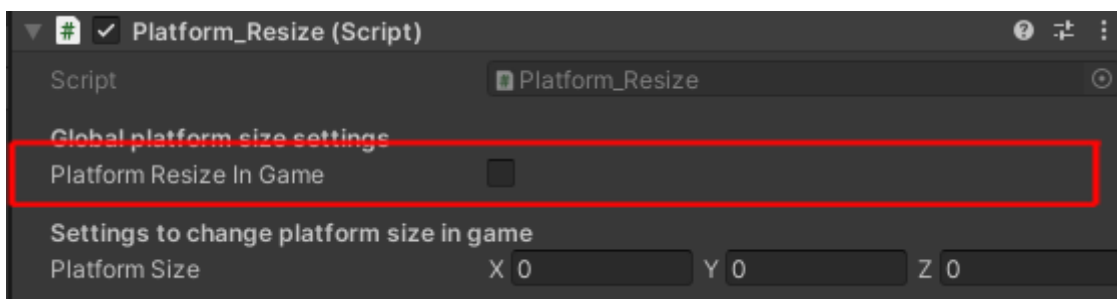 # Platform_Resize (Script)
Script # Platform_Resize
Global platform size settings
Platform Resize In Game
Settings to change platform size in game
Platform Size X 0 Y 0 Z 0